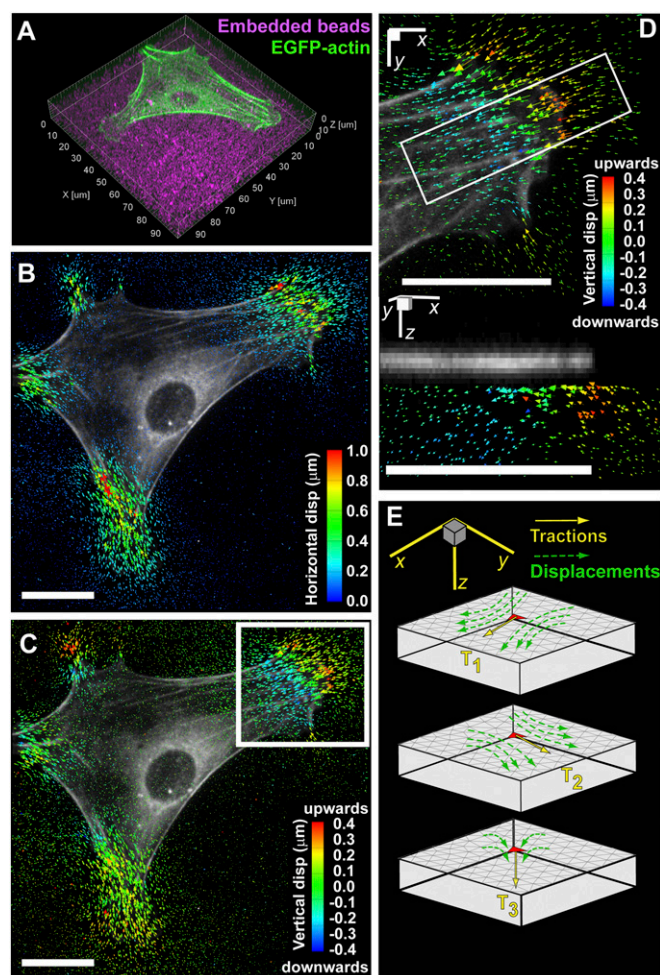 A
Embedded beads
EGFP-actin
0
10
20
30
40
50
60
70
80
90
X [um]
0
10
Z [um]
10
20
30
40
50
60
70
80
90
Y [um]
B
Horizontal disp (µm)
1.0
0.8
0.6
0.4
0.2
0.0
C
upwards
Vertical disp (µm)
0.4
0.3
0.2
0.1
0.0
-0.1
-0.2
-0.3
-0.4
downwards
D
x
y
upwards
Vertical disp (µm)
0.4
0.3
0.2
0.1
0.0
-0.1
-0.2
-0.3
-0.4
downwards
y
x
z
E
Tractions
Displacements
x
y
z
T1
T2
T3